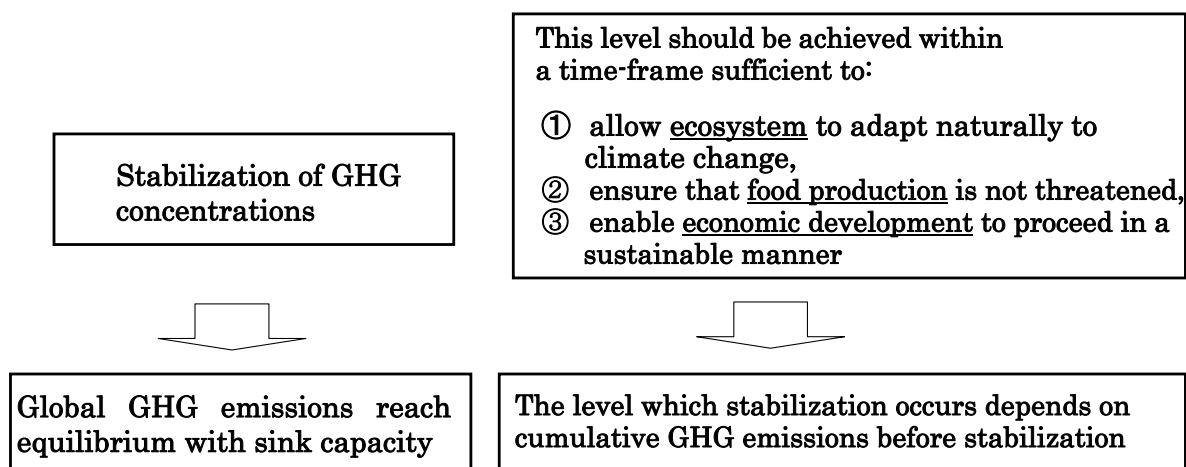 Stabilization of GHG
concentrations
Global GHG emissions reach
equilibrium with sink capacity
This level should be achieved within
a time-frame sufficient to:
① allow ecosystem to adapt naturally to
climate change,
② ensure that food production is not threatened,
③ enable economic development to proceed in a
sustainable manner
The level which stabilization occurs depends on
cumulative GHG emissions before stabilization